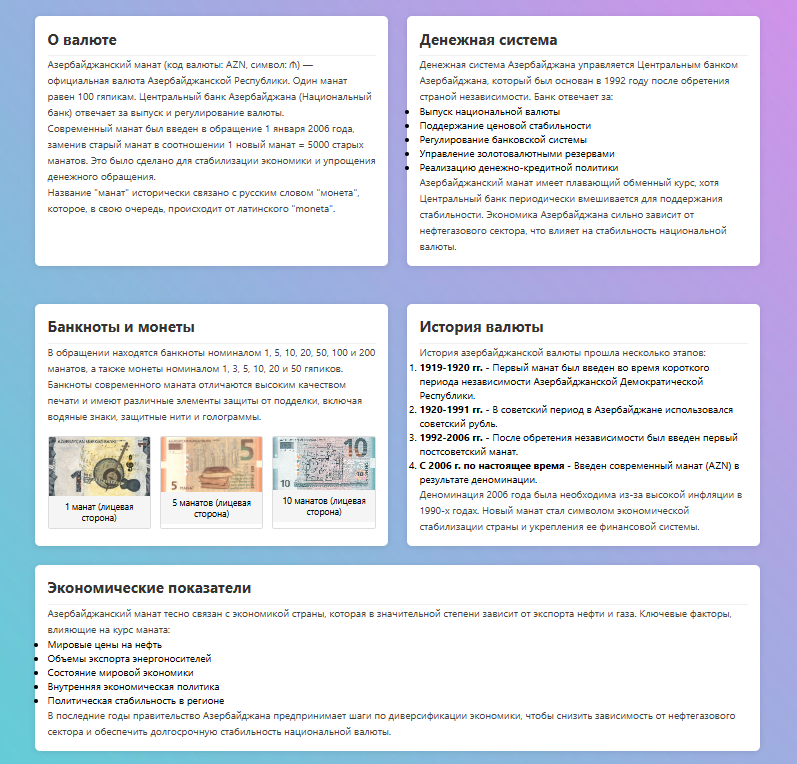 О валюте
Азербайджанский манат (код валюты: AZN, символ: ₼) —
официальная валюта Азербайджанской Республики. Один манат
равен 100 гяпикам. Центральный банк Азербайджана (Национальный
банк) отвечает за выпуск и регулирование валюты.
Современный манат был введен в обращение 1 января 2006 года,
заменив старый манат в соотношении 1 новый манат = 5000 старых
манатов. Это было сделано для стабилизации экономики и упрощения
денежного обращения.
Название "манат" исторически связано с русским словом "монета",
которое, в свою очередь, происходит от латинского "moneta".
Денежная система
Денежная система Азербайджана управляется Центральным банком
Азербайджана, который был основан в 1992 году после обретения
страной независимости. Банк отвечает за:
Выпуск национальной валюты
Поддержание ценовой стабильности
Регулирование банковской системы
Управление золотовалютными резервами
Реализацию денежно-кредитной политики
Азербайджанский манат имеет плавающий обменный курс, хотя
Центральный банк периодически вмешивается для поддержания
стабильности. Экономика Азербайджана сильно зависит от
нефтегазового сектора, что влияет на стабильность национальной
валюты.
Банкноты и монеты
В обращении находятся банкноты номиналом 1, 5, 10, 20, 50, 100 и 200
манатов, а также монеты номиналом 1, 3, 5, 10, 20 и 50 гяпиков.
Банкноты современного маната отличаются высоким качеством
печати и имеют различные элементы защиты от подделки, включая
водяные знаки, защитные нити и голограммы.
1
5
5 MANAT
10
10
1 манат (лицевая
сторона)
5 манатов (лицевая
сторона)
10 манатов (лицевая
сторона)
История валюты
История азербайджанской валюты прошла несколько этапов:
1. 1919-1920 гг. - Первый манат был введен во время короткого
периода независимости Азербайджанской Демократической
Республики.
2. 1920-1991 гг. - В советский период в Азербайджане использовался
советский рубль.
3. 1992-2006 гг. - После обретения независимости был введен первый
постсоветский манат.
4. С 2006 г. по настоящее время - Введен современный манат (AZN) в
результате деноминации.
Деноминация 2006 года была необходима из-за высокой инфляции в
1990-х годах. Новый манат стал символом экономической
стабилизации страны и укрепления ее финансовой системы.
Экономические показатели
Азербайджанский манат тесно связан с экономикой страны, которая в значительной степени зависит от экспорта нефти и газа. Ключевые факторы,
влияющие на курс маната:
Мировые цены на нефть
Объемы экспорта энергоносителей
Состояние мировой экономики
Внутренняя экономическая политика
Политическая стабильность в регионе
В последние годы правительство Азербайджана предпринимает шаги по диверсификации экономики, чтобы снизить зависимость от нефтегазового
сектора и обеспечить долгосрочную стабильность национальной валюты.